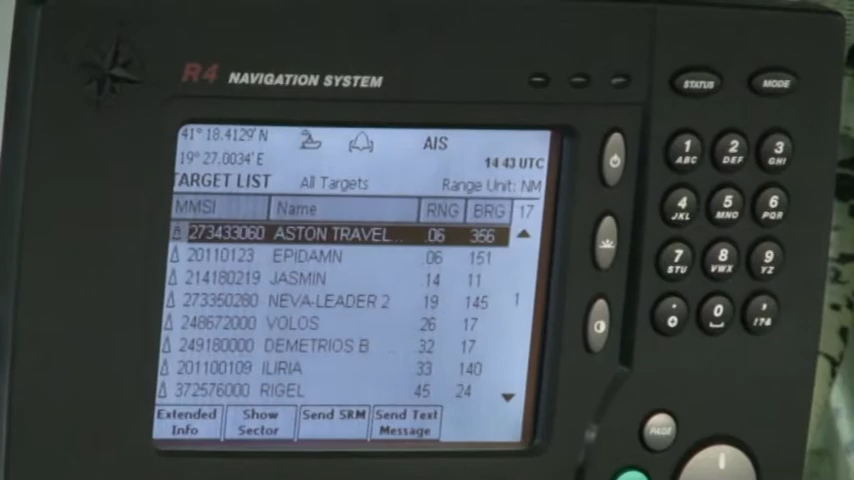 R4 NAVIGATION SYSTEM
41° 18.4129' N
AIS
19° 27.0034' E
14 43 UTC
TARGET LIST All Targets Range Unit: NM
MMSI Name RNG BRG 17
273433060 ASTON TRAVEL... .06 356
20110123 EPIDAMN .06 151
214180219 JASMIN 14 11
273350280 NEVA-LEADER 2 19 145 1
248672000 VOLOS 26 17
249180000 DEMETRIOS B 32 17
201100109 ILIRIA 33 140
372576000 RIGEL 45 24
Extended Info
Show Sector
Send SRM
Send Text Message
STATUS MODE
1 ABC 2 DEF 3 GHI
4 JKL 5 MNO 6 PQR
7 STU 8 VWX 9 YZ
0 , !?&
PAGE